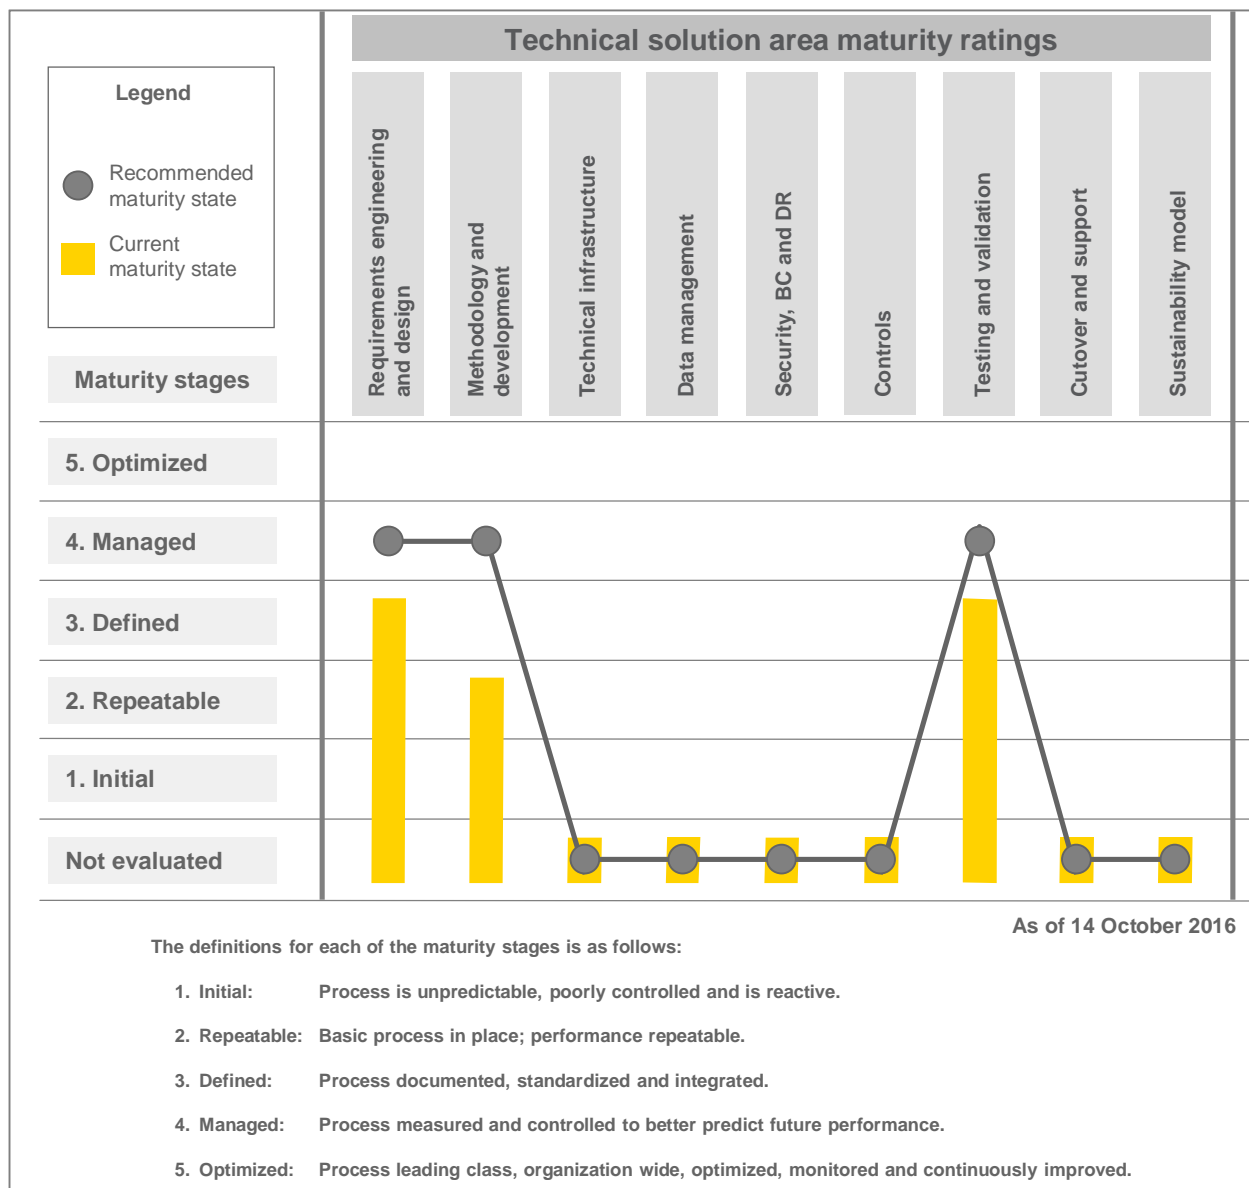 Technical solution area maturity ratings
Legend
Recommended
maturity state
Current
maturity state
Maturity stages
Requirements engineering
and design
Methodology and
development
Technical infrastructure
Data management
Security, BC and DR
Controls
Testing and validation
Cutover and support
Sustainability model
5. Optimized
4. Managed
3. Defined
2. Repeatable
1. Initial
Not evaluated
As of 14 October 2016
The definitions for each of the maturity stages is as follows:
1. Initial: Process is unpredictable, poorly controlled and is reactive.
2. Repeatable: Basic process in place; performance repeatable.
3. Defined: Process documented, standardized and integrated.
4. Managed: Process measured and controlled to better predict future performance.
5. Optimized: Process leading class, organization wide, optimized, monitored and continuously improved.